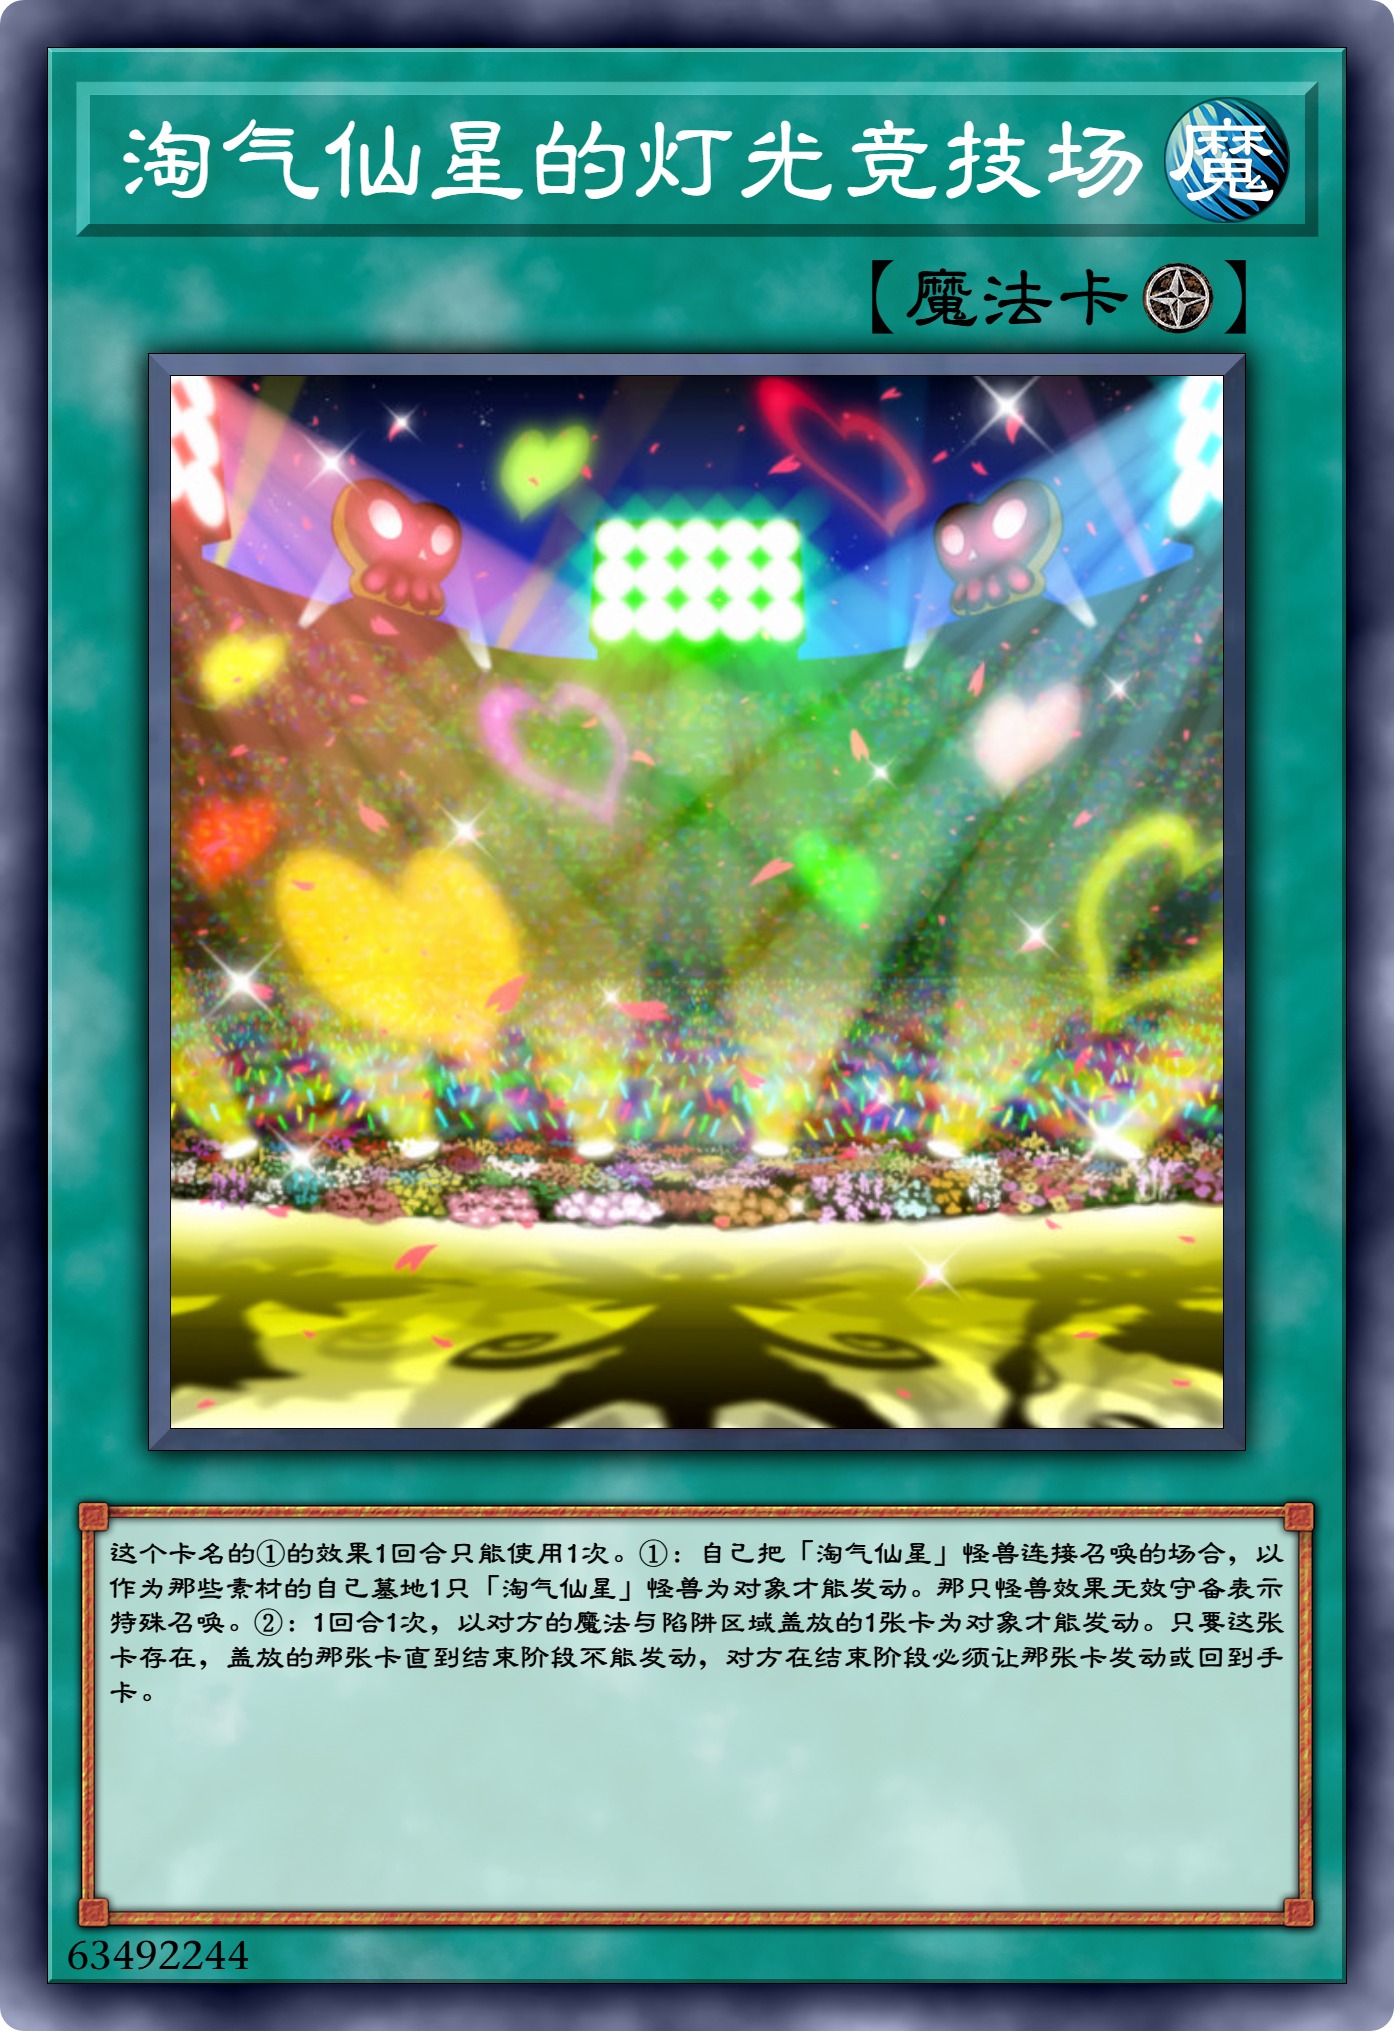 淘气仙星的灯光竞技场 魔
【魔法卡】
这个卡名的①的效果1回合只能使用1次。①：自己把「淘气仙星」怪兽连接召唤的场合，以
作为那些素材的自己墓地1只「淘气仙星」怪兽为对象才能发动。那只怪兽效果无效守备表示
特殊召唤。②：1回合1次，以对方的魔法与陷阱区域盖放的1张卡为对象才能发动。只要这张
卡存在，盖放的那张卡直到结束阶段不能发动，对方在结束阶段必须让那张卡发动或回到手
卡。
63492244